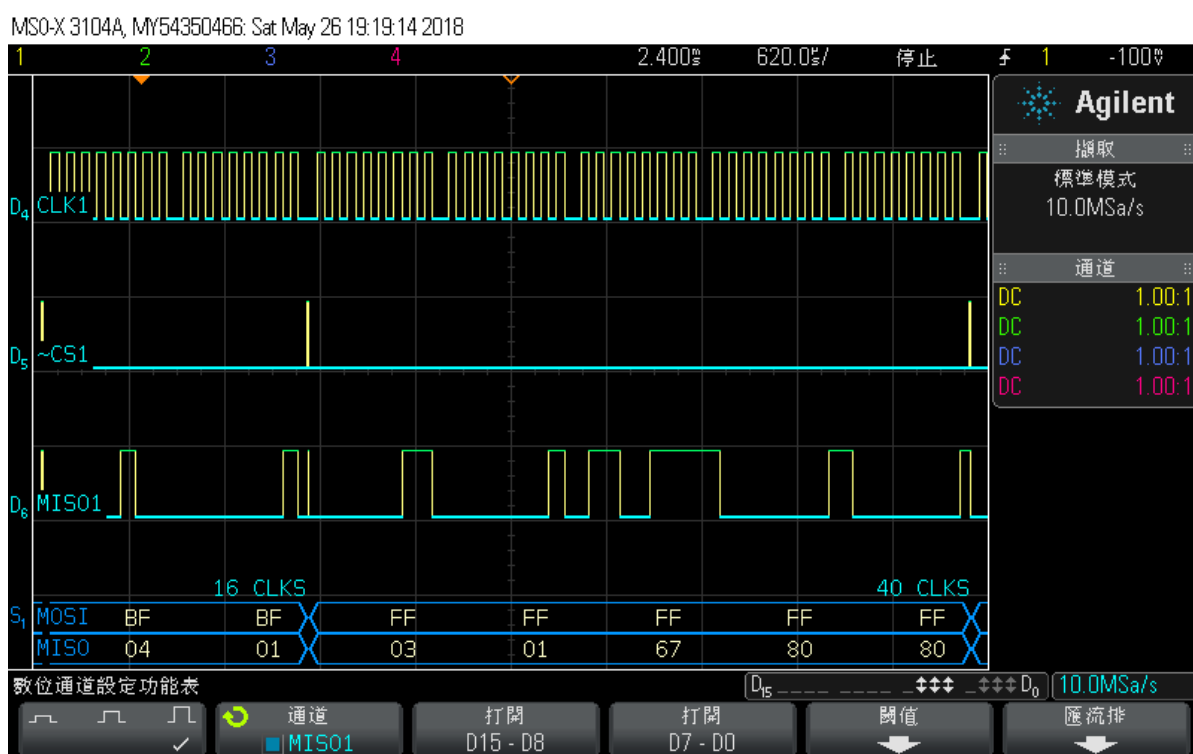 MSO-X 3104A, MY54350466: Sat May 26 19:19:14 2018
1 2 3 4 2.400s 620.0s/ 停止 1 -100
Agilent
擷取
標準模式
10.0MSa/s
通道
DC 1.00:1
DC 1.00:1
DC 1.00:1
DC 1.00:1
D4 CLK1
D5 ~CS1
D6 MISO1
16 CLKS 40 CLKS
S1 MOSI BF BF FF FF FF FF FF
MISO 04 01 03 01 67 80 80
數位通道設定功能表 D15 D0 10.0MSa/s
通道 打開 打開 閾值 匯流排
MISO1 D15 - D8 D7 - D0